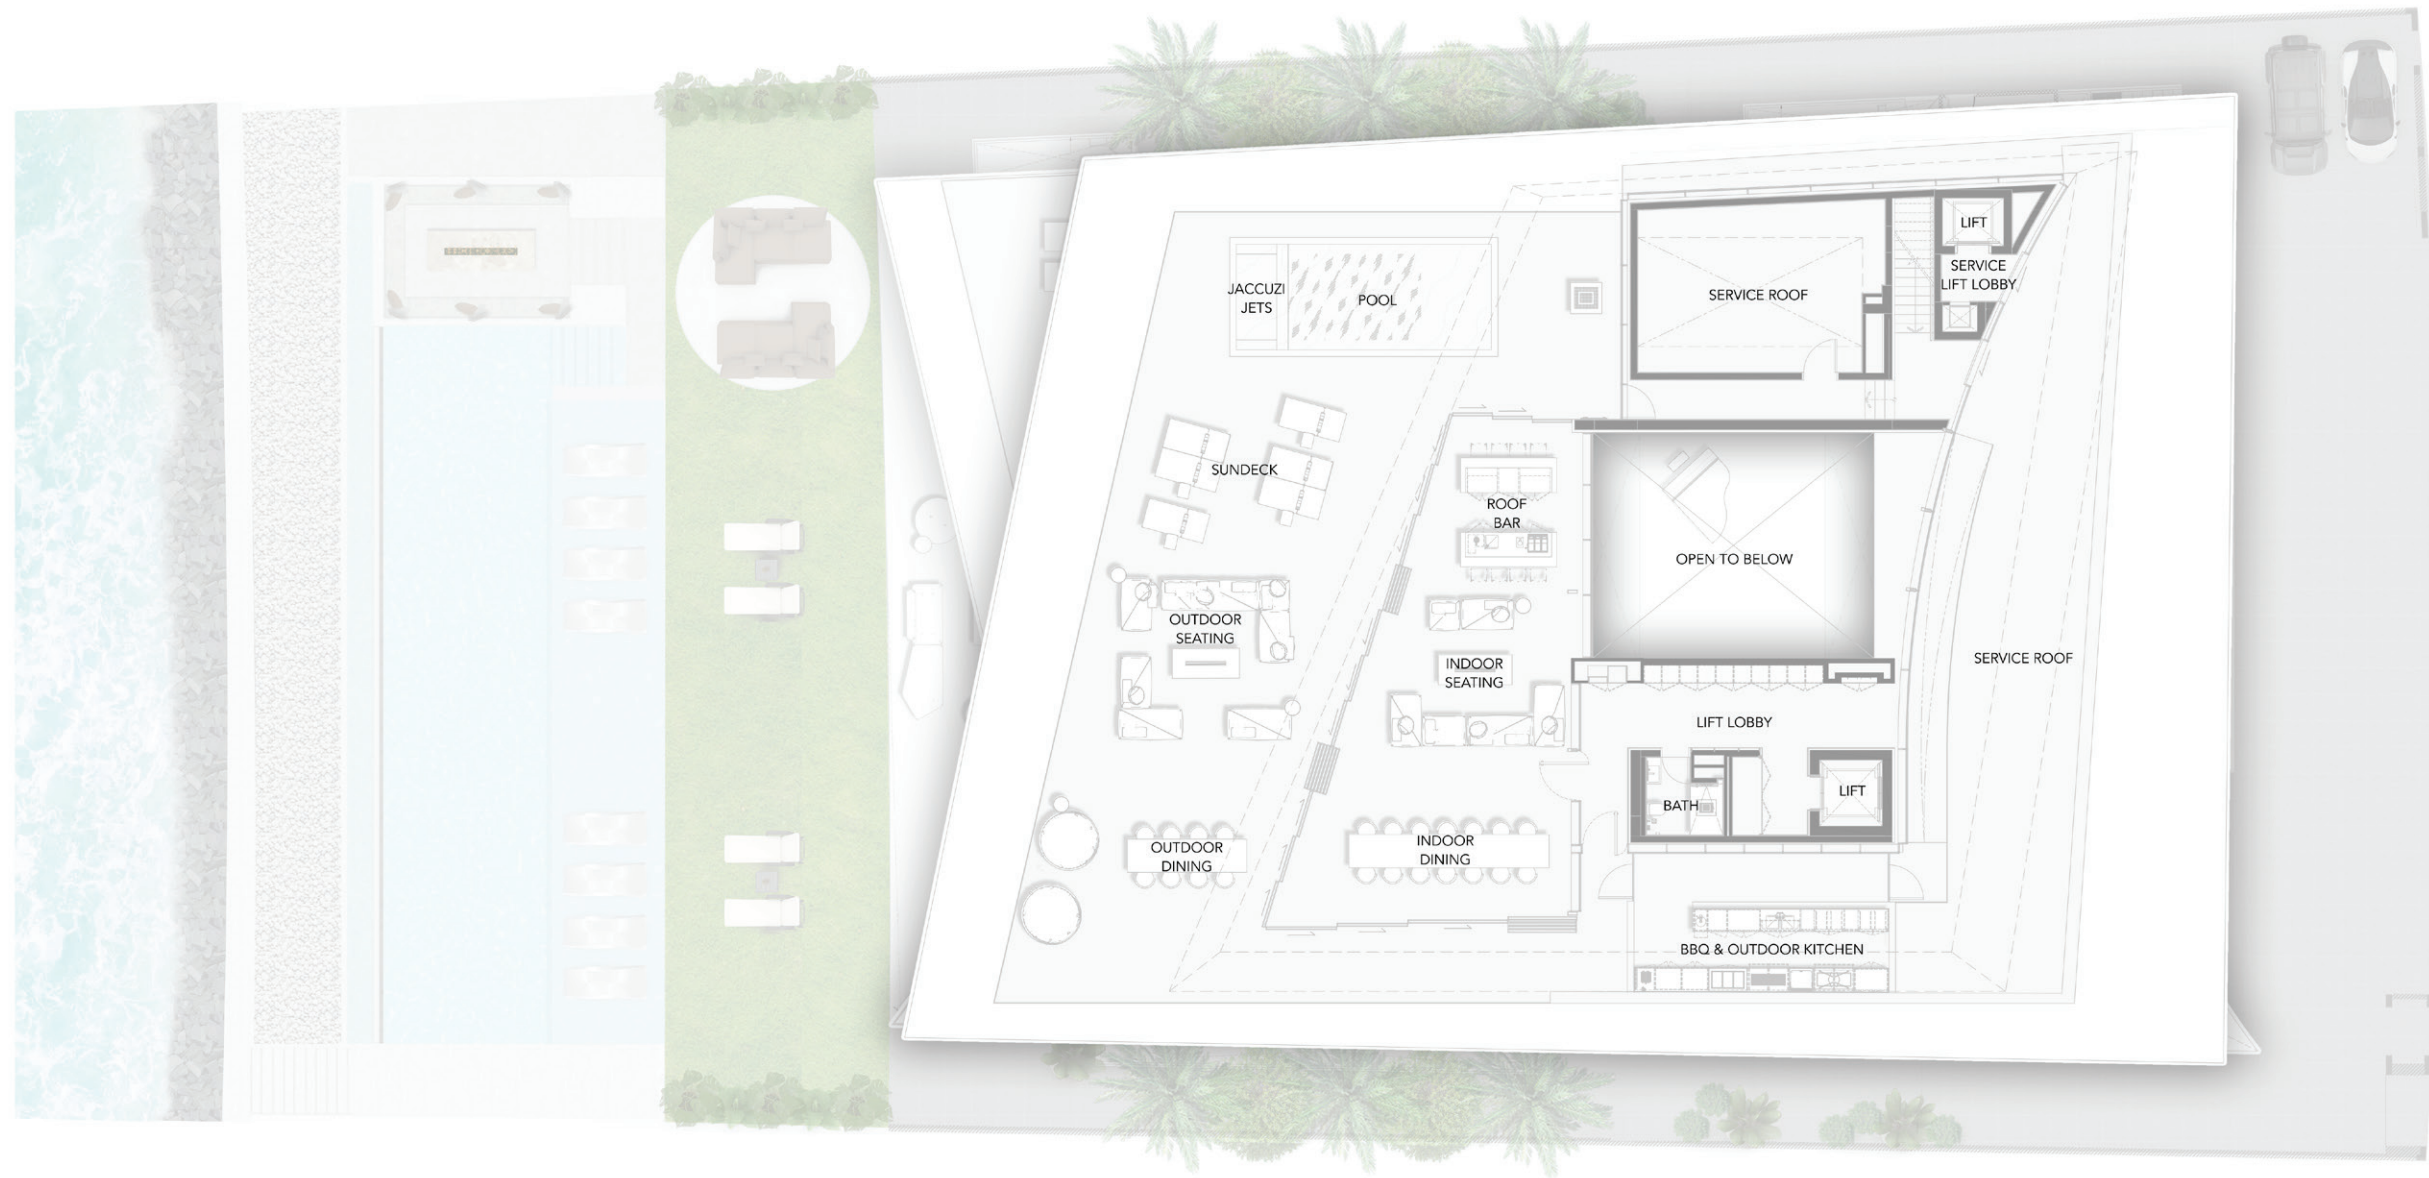 LIFT
SERVICE
LIFT LOBBY
SERVICE ROOF
JACCUZI
JETS
POOL
SUNDECK
ROOF
BAR
OPEN TO BELOW
OUTDOOR
SEATING
INDOOR
SEATING
SERVICE ROOF
LIFT LOBBY
BATH
LIFT
OUTDOOR
DINING
INDOOR
DINING
BBQ & OUTDOOR KITCHEN